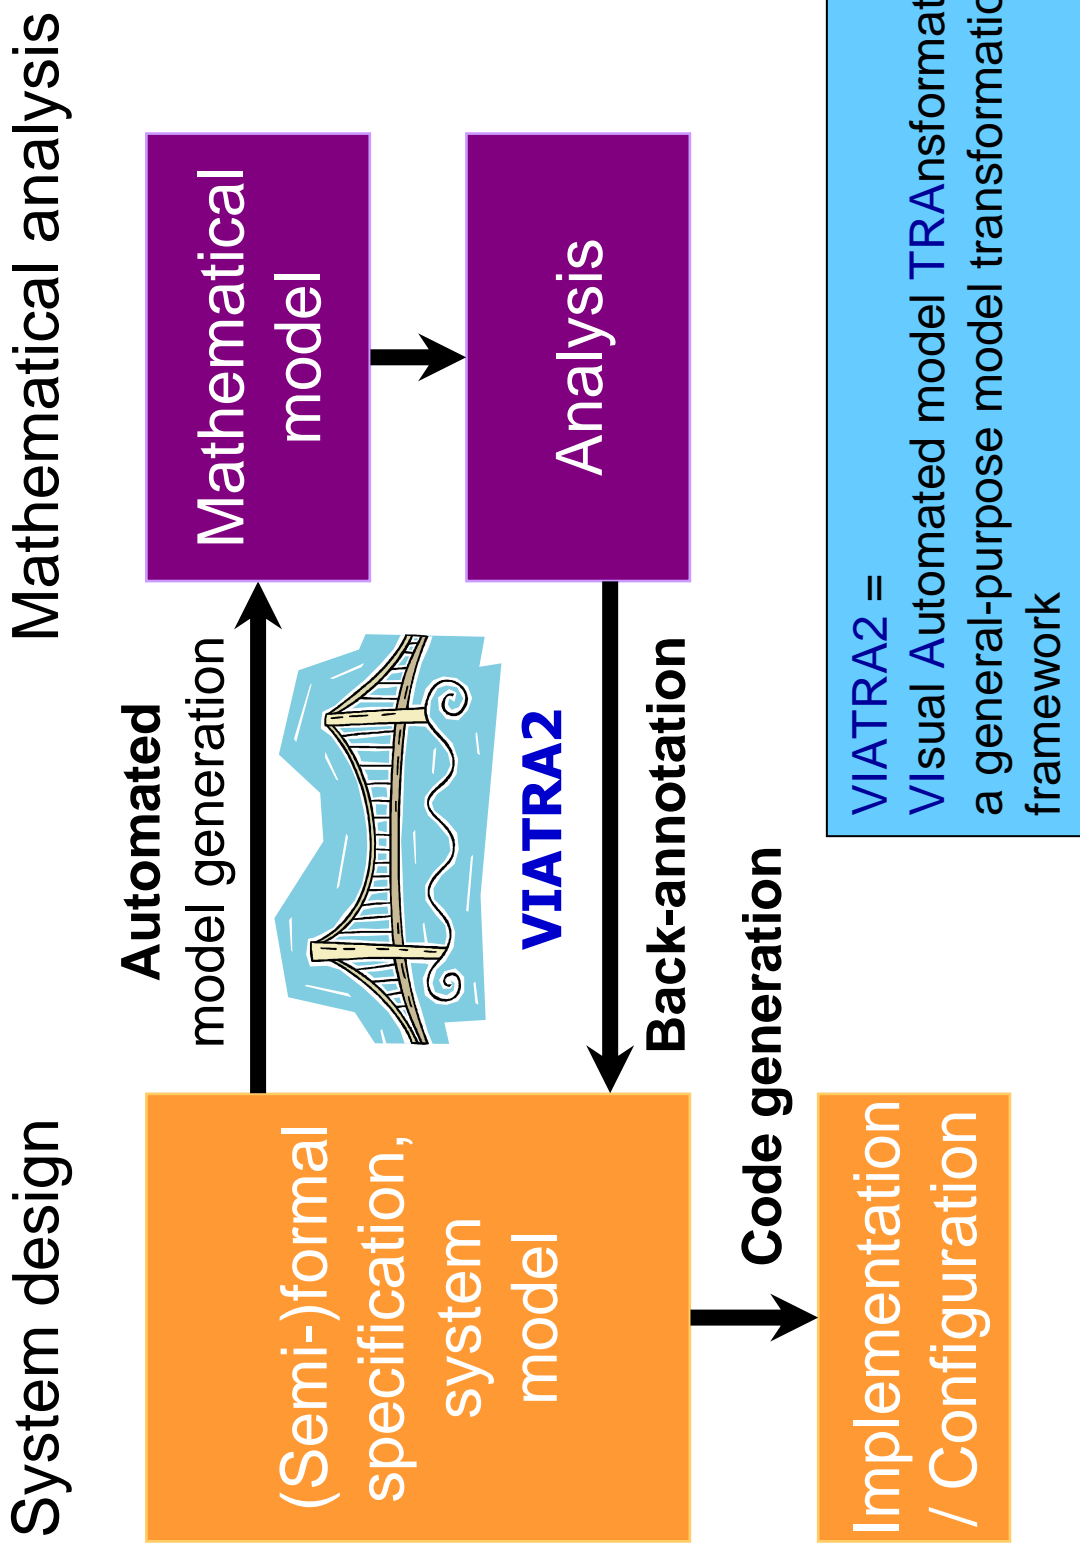 System design
Mathematical analysis
Automated
model generation
(Semi-)formal
specification,
system
model
Mathematical
model
VIATRA2
Analysis
Back-annotation
Code generation
Implementation
/ Configuration
VIATRA2 =
VIsual Automated model TRAnsformat
a general-purpose model transformatio
framework